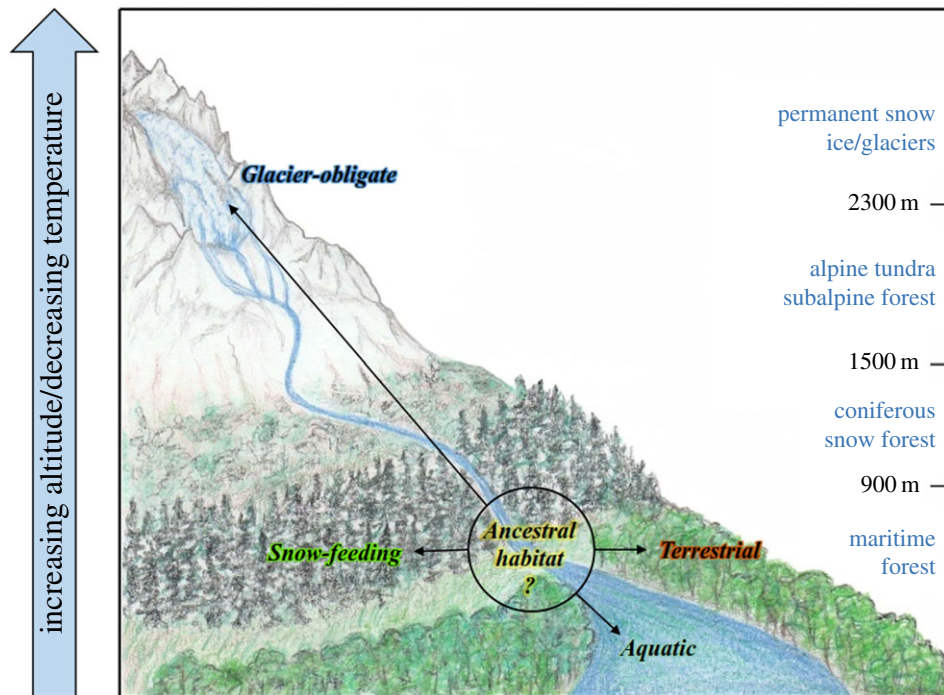 increasing altitude/decreasing temperature
permanent snow
ice/glaciers
Glacier-obligate
2300 m
alpine tundra
subalpine forest
1500 m
coniferous
snow forest
900 m
Ancestral
habitat
?
Snow-feeding
Terrestrial
maritime
forest
Aquatic